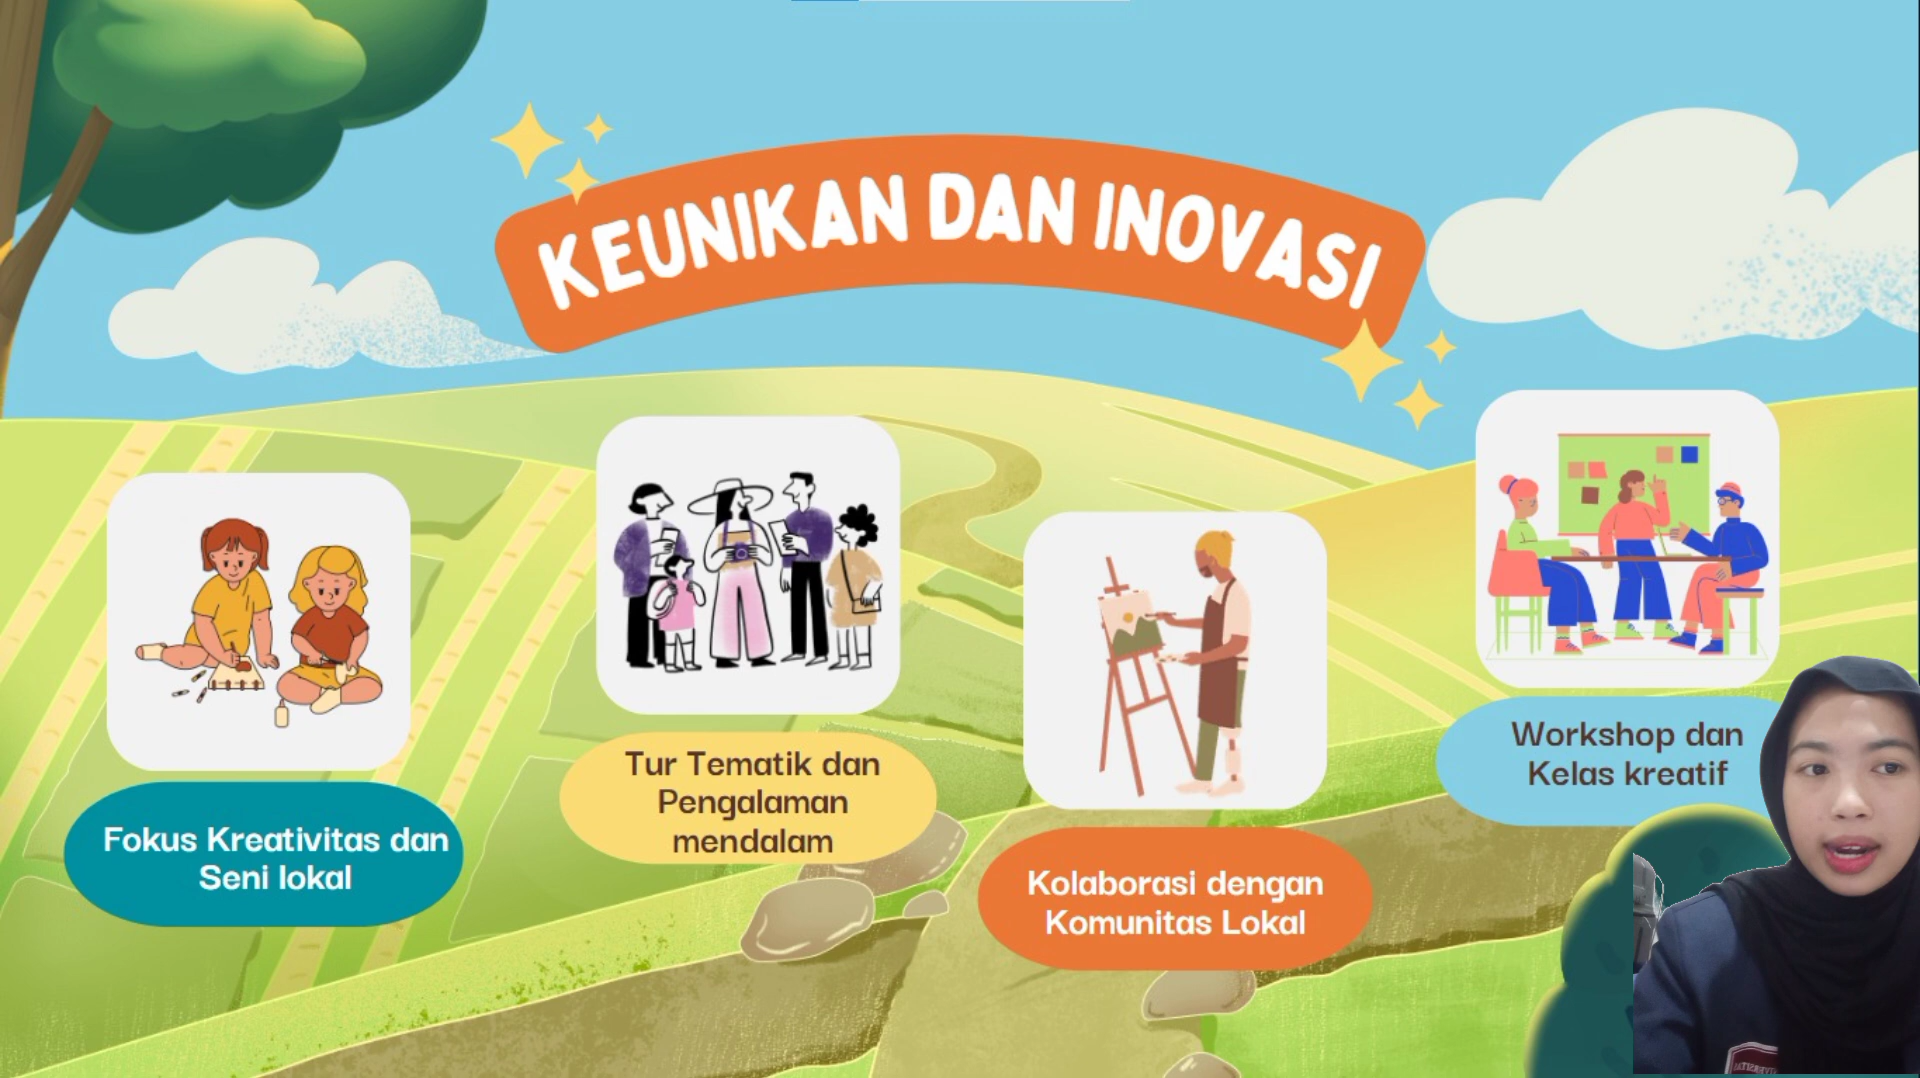 KEUNIKAN DAN INOVASI
Fokus Kreativitas dan
Seni lokal
Tur Tematik dan
Pengalaman
mendalam
Kolaborasi dengan
Komunitas Lokal
Workshop dan
Kelas kreatif